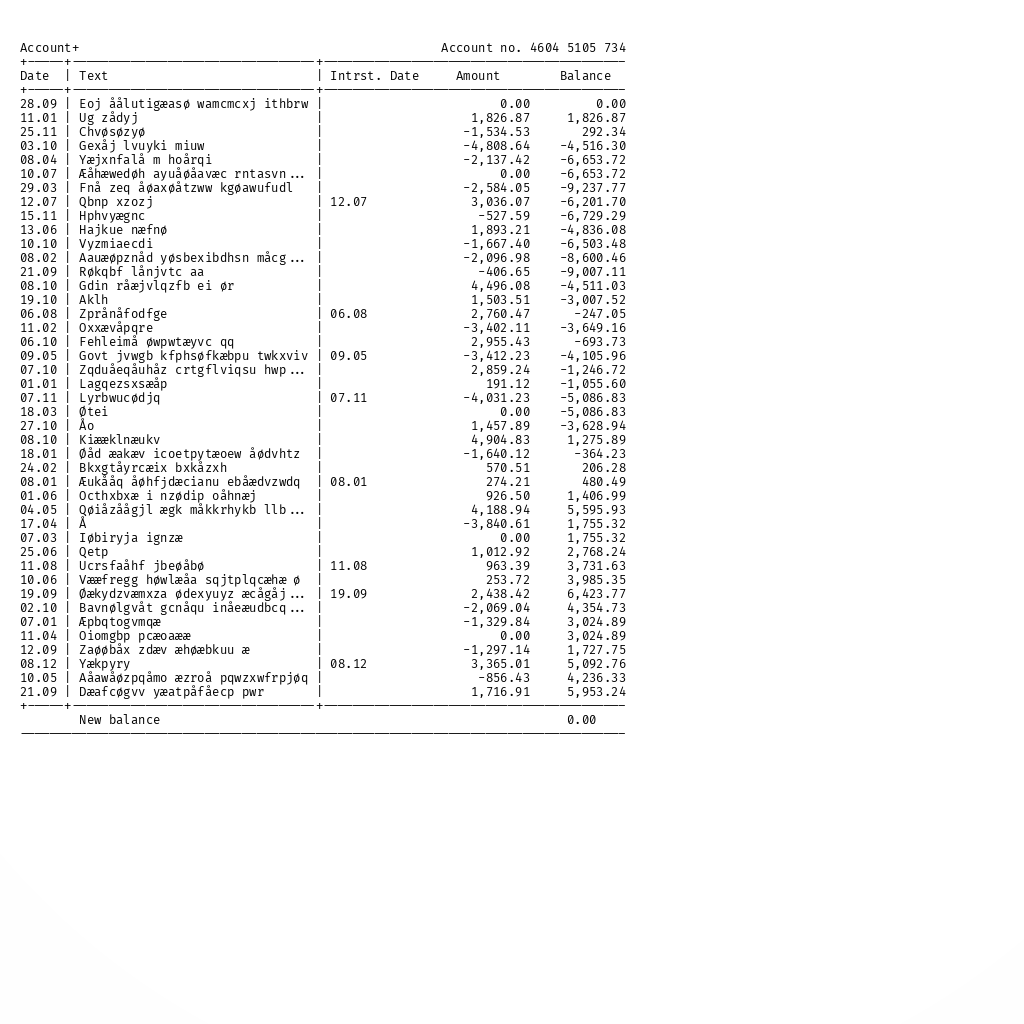 Account+ Account no. 4604 5105 734
Date | Text | Intrst. Date Amount Balance
28.09 | Eoj åålutigæasø wamcmcxj ithbrw | 0.00 0.00
11.01 | Ug zådyj | 1,826.87 1,826.87
25.11 | Chvøsøzyø | -1,534.53 292.34
03.10 | Gexåj lvuyki miuw | -4,808.64 -4,516.30
08.04 | Yæjxnfalå m hoårqi | -2,137.42 -6,653.72
10.07 | Æåhæwedøh ayuåøåavæc rntasvn... | 0.00 -6,653.72
29.03 | Fnå zeq åøaxøåtzww kgøawufudl | -2,584.05 -9,237.77
12.07 | Qbnp xzozj | 12.07 3,036.07 -6,201.70
15.11 | Hphvyægnc | -527.59 -6,729.29
13.06 | Hajkue næfnø | 1,893.21 -4,836.08
10.10 | Vyzmiaecdi | -1,667.40 -6,503.48
08.02 | Aauæøpznåd yøsbexibdhsn måcg... | -2,096.98 -8,600.46
21.09 | Røkqbf lånjvtc aa | -406.65 -9,007.11
08.10 | Gdin råæjvlqzfb ei ør | 4,496.08 -4,511.03
19.10 | Aklh | 1,503.51 -3,007.52
06.08 | Zprånåfodfge | 06.08 2,760.47 -247.05
11.02 | Oxxævåpqre | -3,402.11 -3,649.16
06.10 | Fehleimå øwpwtæyvc qq | 2,955.43 -693.73
09.05 | Govt jvwgb kfphsøfkæbpu twkxviv | 09.05 -3,412.23 -4,105.96
07.10 | Zqduåeqåuhåz crtgflviqsu hwp... | 2,859.24 -1,246.72
01.01 | Lagqezsxsæåp | 191.12 -1,055.60
07.11 | Lyrbwucødjq | 07.11 -4,031.23 -5,086.83
18.03 | Øtei | 0.00 -5,086.83
27.10 | Åo | 1,457.89 -3,628.94
08.10 | Kiææklnæukv | 4,904.83 1,275.89
18.01 | Øåd æakæv icoetpytæoew åødvhtz | -1,640.12 -364.23
24.02 | Bkxgtåyrcæix bxkåzxh | 570.51 206.28
08.01 | Æukååq åøhfjdæcianu ebåædvzwdq | 08.01 274.21 480.49
01.06 | Octhxbxæ i nzødip oåhnæj | 926.50 1,406.99
04.05 | Qøiåzåågjl ægk måkkrhykb llb... | 4,188.94 5,595.93
17.04 | Å | -3,840.61 1,755.32
07.03 | Iøbiryja ignzæ | 0.00 1,755.32
25.06 | Qetp | 1,012.92 2,768.24
11.08 | Ucrsfaåhf jbeøåbø | 11.08 963.39 3,731.63
10.06 | Vææfregg høwlæåa sqjtplqcæhæ ø | 253.72 3,985.35
19.09 | Øækydzvæmxza ødexyuyz æcågåj... | 19.09 2,438.42 6,423.77
02.10 | Bavnølgvåt gcnåqu inåeæudbcq... | -2,069.04 4,354.73
07.01 | Æpbqtogvmqæ | -1,329.84 3,024.89
11.04 | Oiomgbp pcæoaææ | 0.00 3,024.89
12.09 | Zaøøbåx zdæv æhøæbkuu æ | -1,297.14 1,727.75
08.12 | Yækpyry | 08.12 3,365.01 5,092.76
10.05 | Aåawåøzpqåmo æzroå pqwzxwfrpjøq | -856.43 4,236.33
21.09 | Dæafcøgvv yæatpåfåecp pwr | 1,716.91 5,953.24
New balance 0.00